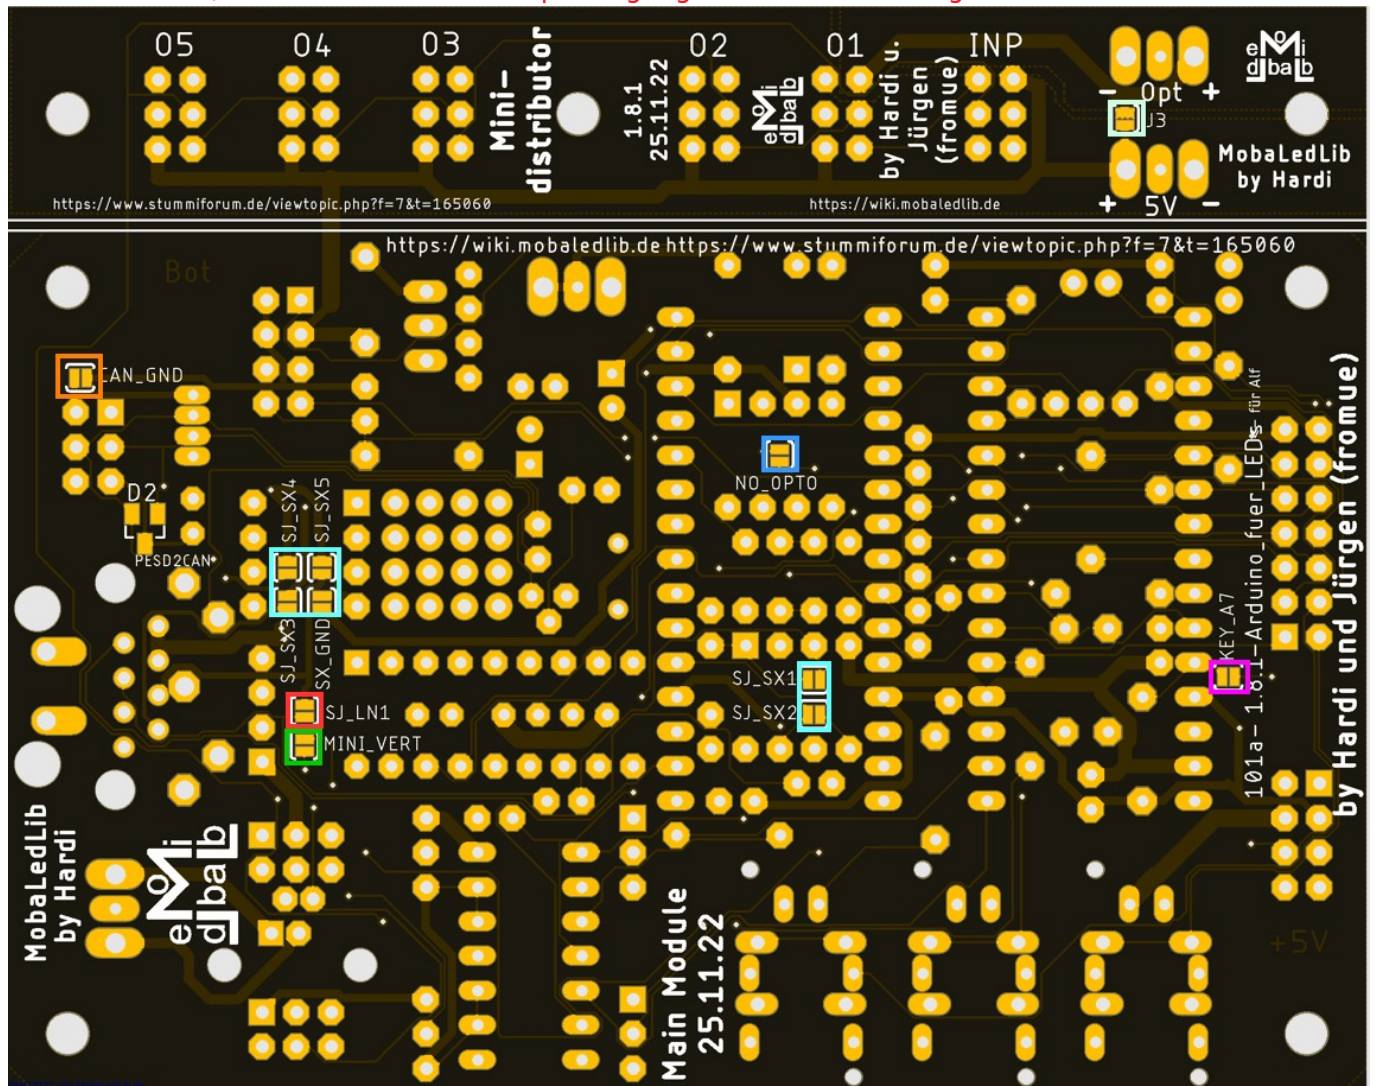 05
04
03
Mini-
distributor
1.8.1
25.11.22
02
01
by Hardi u.
Jürgen
(fromue)
INP
- Opt +
J3
+ 5V -
MobaLedLib
by Hardi
https://www.stummiforum.de/viewtopic.php?f=7&t=165060
https://wiki.mobaledlib.de
https://wiki.mobaledlib.de https://www.stummiforum.de/viewtopic.php?f=7&t=165060
Bot
CAN_GND
D2
PESD2CAN
SJ_SX4
SJ_SX5
SJ_SX3
SX_GND
NO_OPTO
SJ_SX1
SJ_SX2
SJ_LN1
MINI_VERT
KEY_A7
101a- 1.8.1-Arduino_fuer_LEDs- für Alf
by Hardi und Jürgen (fromue)
MobaLedLib
by Hardi
Main Module
25.11.22
+5V